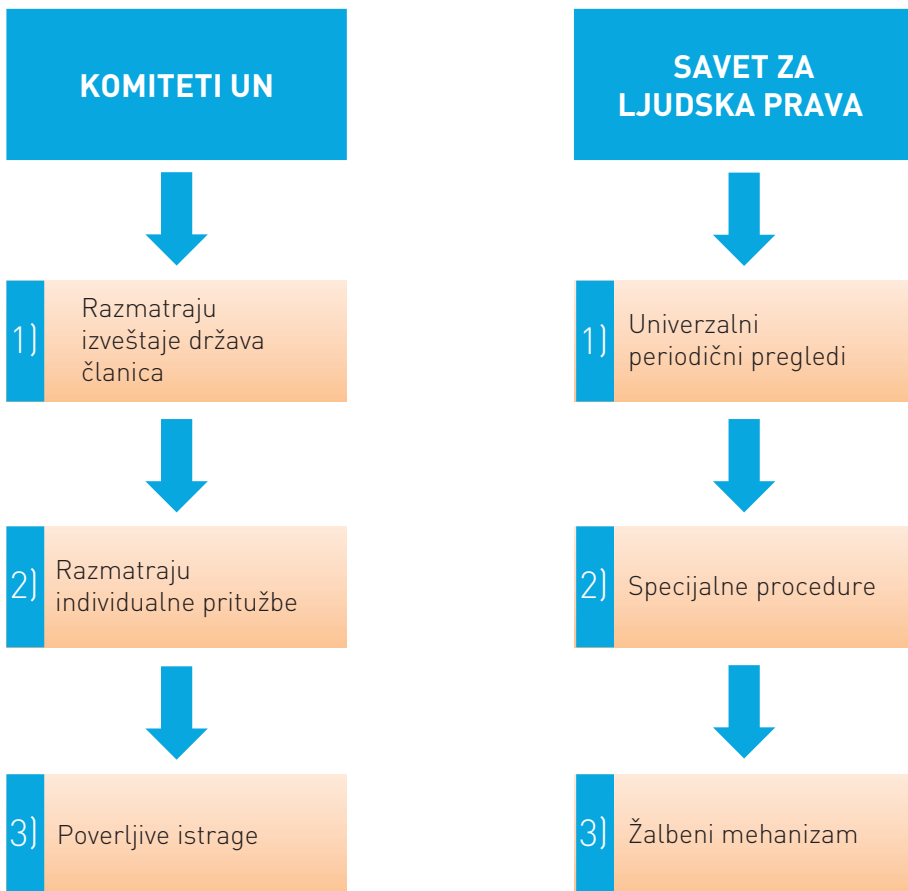 KOMITETI UN
1)
Razmatraju
izveštaje država
članica
2)
Razmatraju
individualne pritužbe
3)
Poverljive istrage
SAVET ZA
LJUDSKA PRAVA
1)
Univerzalni
periodični pregledi
2)
Specijalne procedure
3)
Žalbeni mehanizam